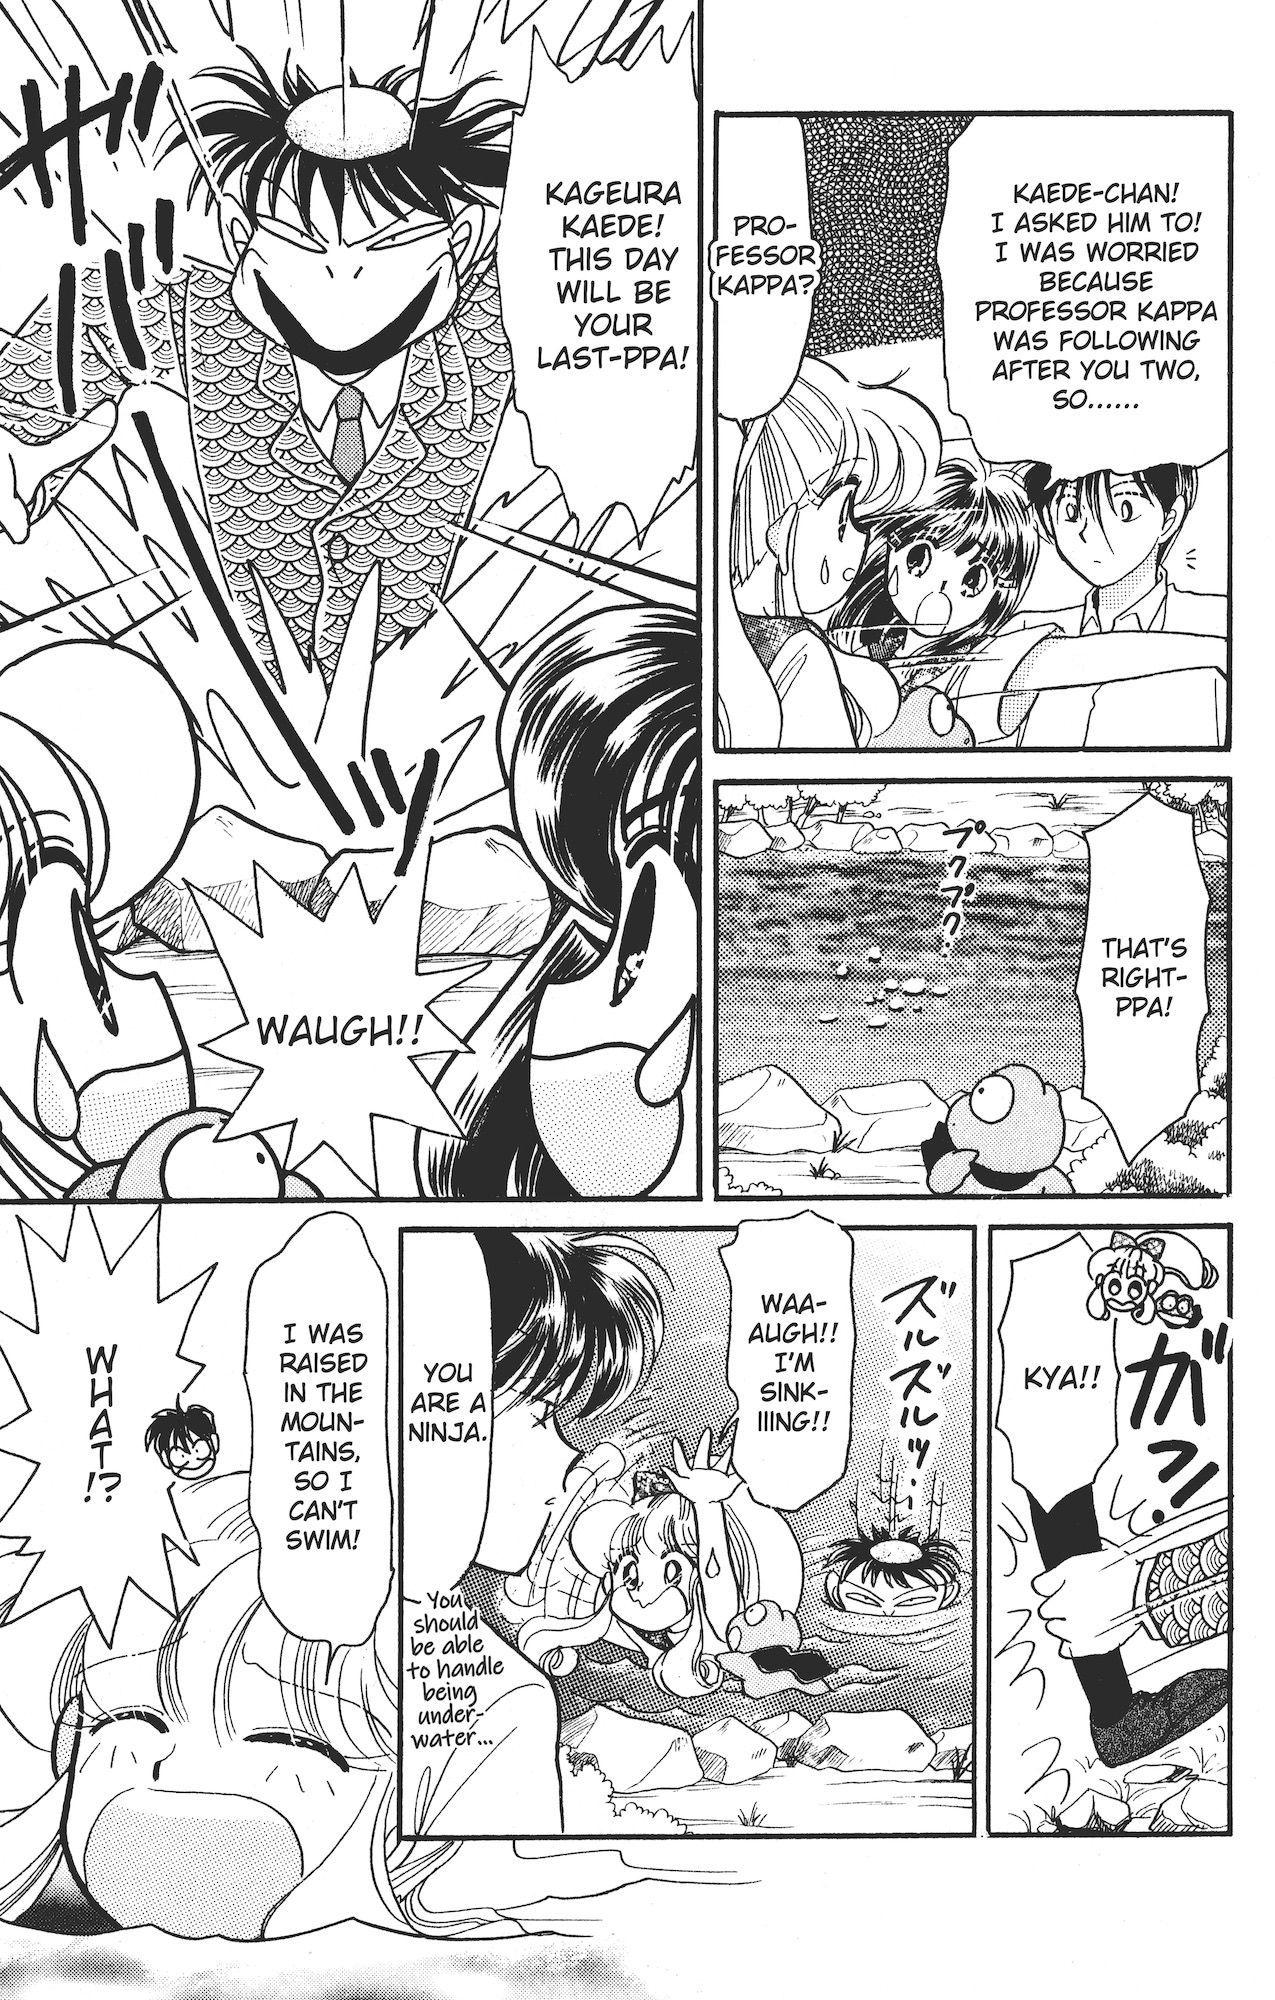 KAEDE-CHAN!
I ASKED HIM TO!
I WAS WORRIED
BECAUSE
PROFESSOR KAPPA
WAS FOLLOWING
AFTER YOU TWO,
SO......
PRO-
FESSOR
KAPPA?
プクプク…
THAT'S
RIGHT-
PPA!
KAGEURA
KAEDE!
THIS DAY
WILL BE
YOUR
LAST-PPA!
WAUGH!!
KYA!!
ガ
ズルズルッ…
WAA-
AUGH!!
I'M
SINK-
IIING!!
YOU
ARE A
NINJA.
You
should
be able
to handle
being
under-
water...
I WAS
RAISED
IN THE
MOUN-
TAINS,
SO I
CAN'T
SWIM!
WHAT!?